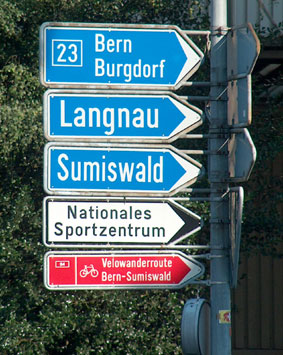 23
Bern
Burgdorf
Langnau
Sumiswald
Nationales
Sportzentrum
Velowanderroute
Bern-Sumiswald